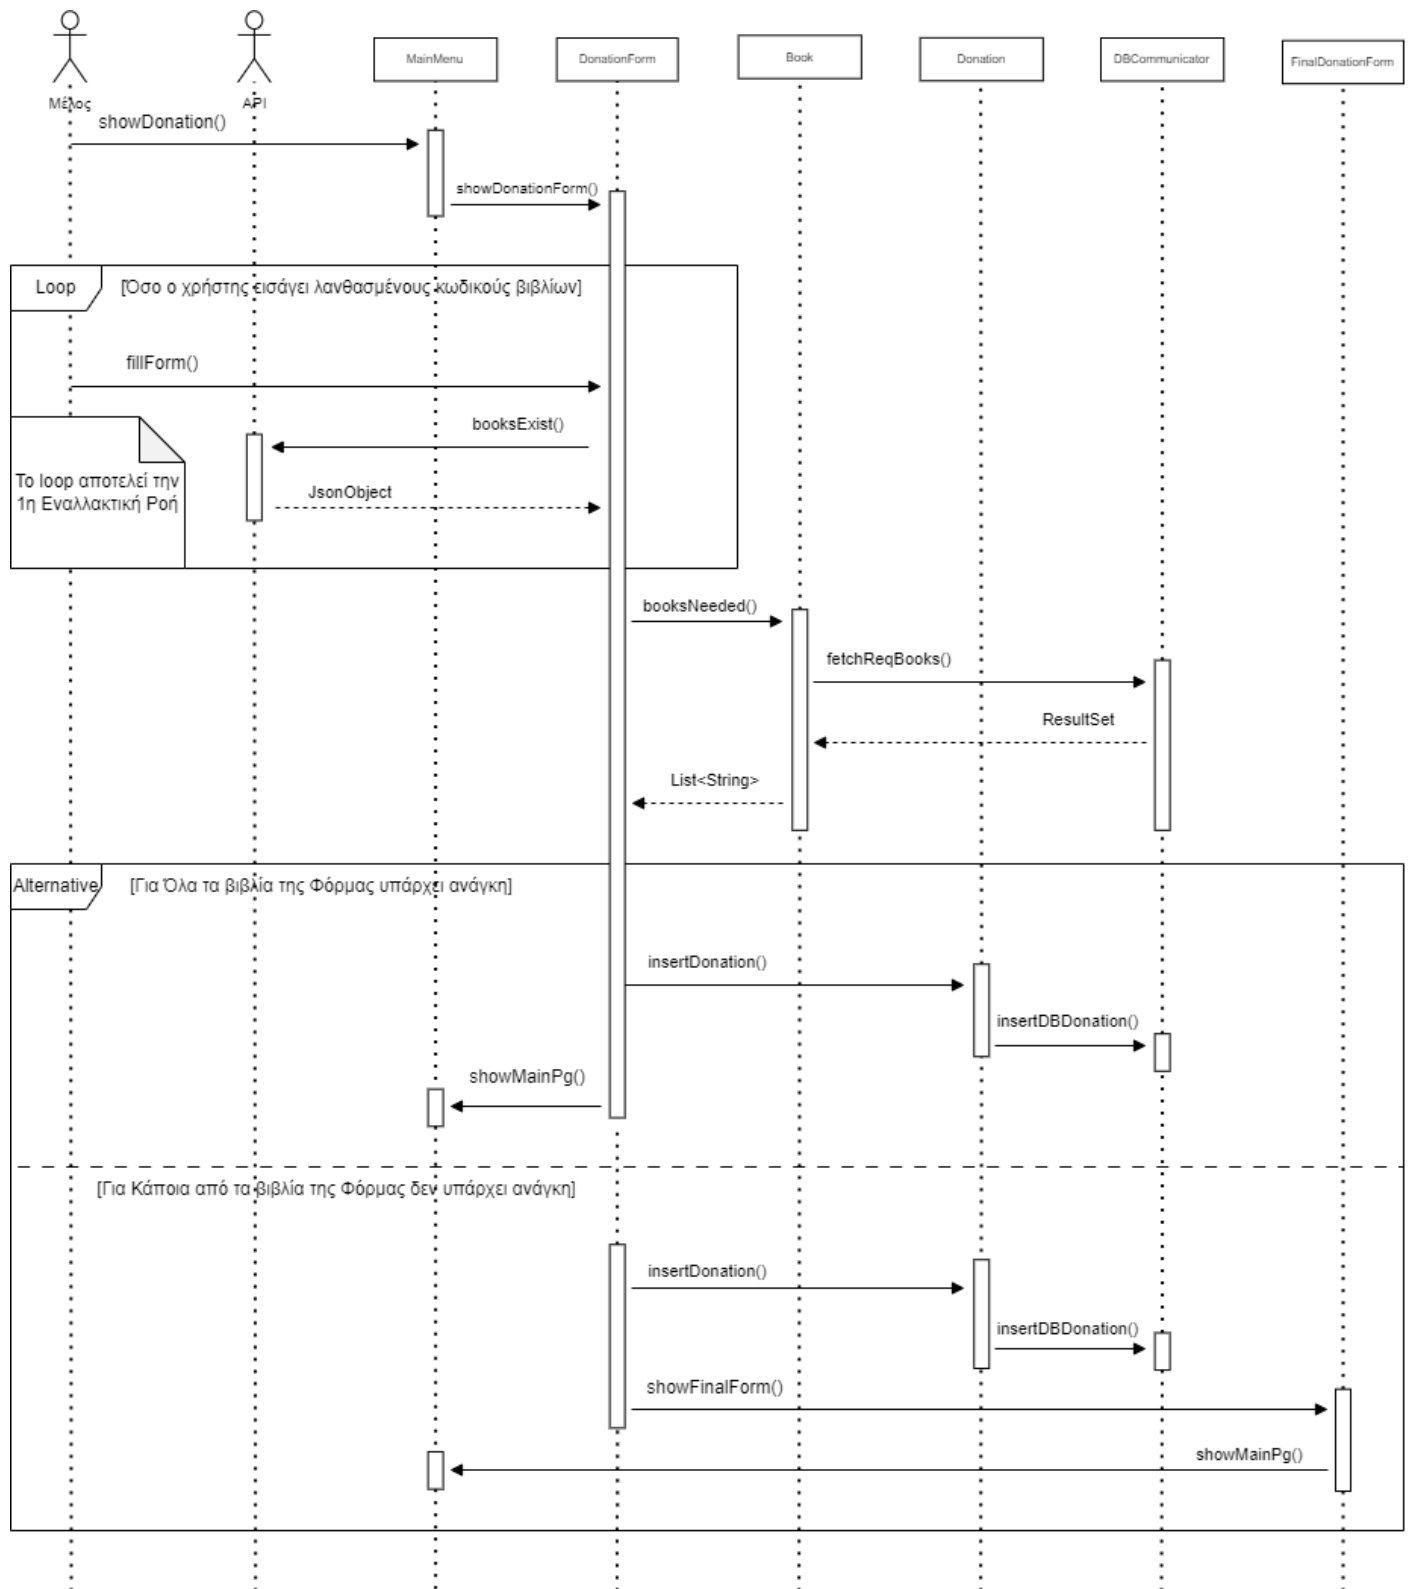 Μέλος
API
MainMenu
DonationForm
Book
Donation
DBCommunicator
FinalDonationForm
showDonation()
showDonationForm()
Loop
[Όσο ο χρήστης εισάγει λανθασμένους κωδικούς βιβλίων]
fillForm()
booksExist()
Το loop αποτελεί την
1η Εναλλακτική Ροή
JsonObject
booksNeeded()
fetchReqBooks()
ResultSet
List<String>
Alternative
[Για Όλα τα βιβλία της Φόρμας υπάρχει ανάγκη]
insertDonation()
insertDBDonation()
showMainPg()
[Για Κάποια από τα βιβλία της Φόρμας δεν υπάρχει ανάγκη]
insertDonation()
insertDBDonation()
showFinalForm()
showMainPg()